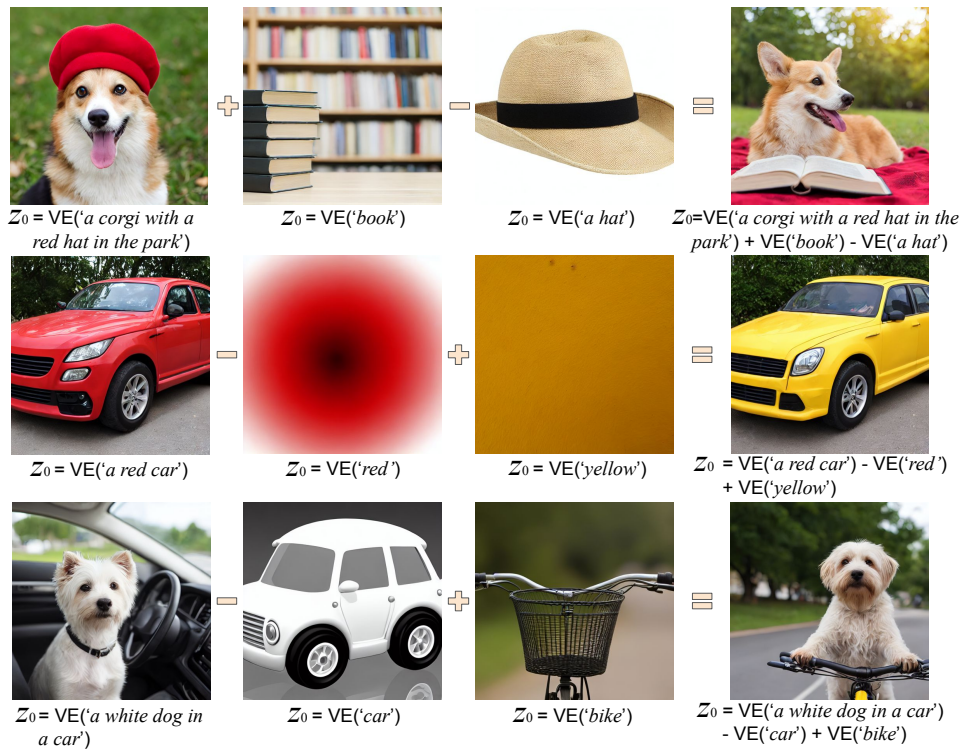 z0 = VE(‘a corgi with a
red hat in the park’)
z0 = VE(‘book’)
z0 = VE(‘a hat’)
z0=VE(‘a corgi with a red hat in the
park’) + VE(‘book’) - VE(‘a hat’)
z0 = VE(‘a red car’)
z0 = VE(‘red’)
z0 = VE(‘yellow’)
z0 = VE(‘a red car’) - VE(‘red’)
+ VE(‘yellow’)
z0 = VE(‘a white dog in
a car’)
z0 = VE(‘car’)
z0 = VE(‘bike’)
z0 = VE(‘a white dog in a car’)
- VE(‘car’) + VE(‘bike’)